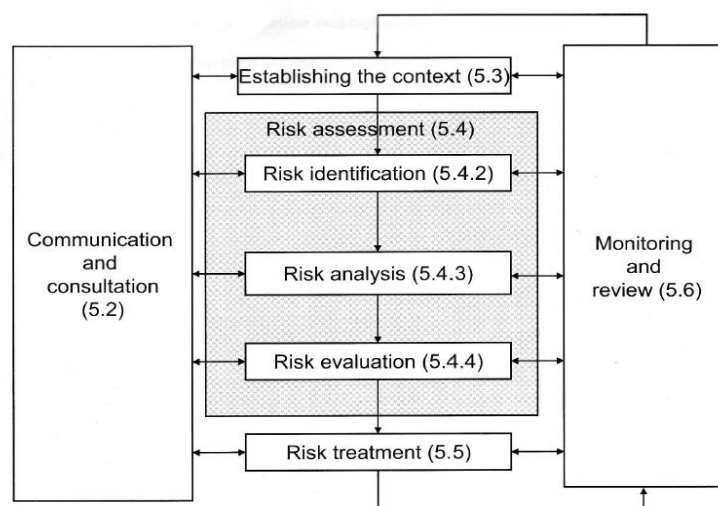 Establishing the context (5.3)
Risk assessment (5.4)
Risk identification (5.4.2)
Communication
and
consultation
(5.2)
Risk analysis (5.4.3)
Monitoring
and
review (5.6)
Risk evaluation (5.4.4)
Risk treatment (5.5)